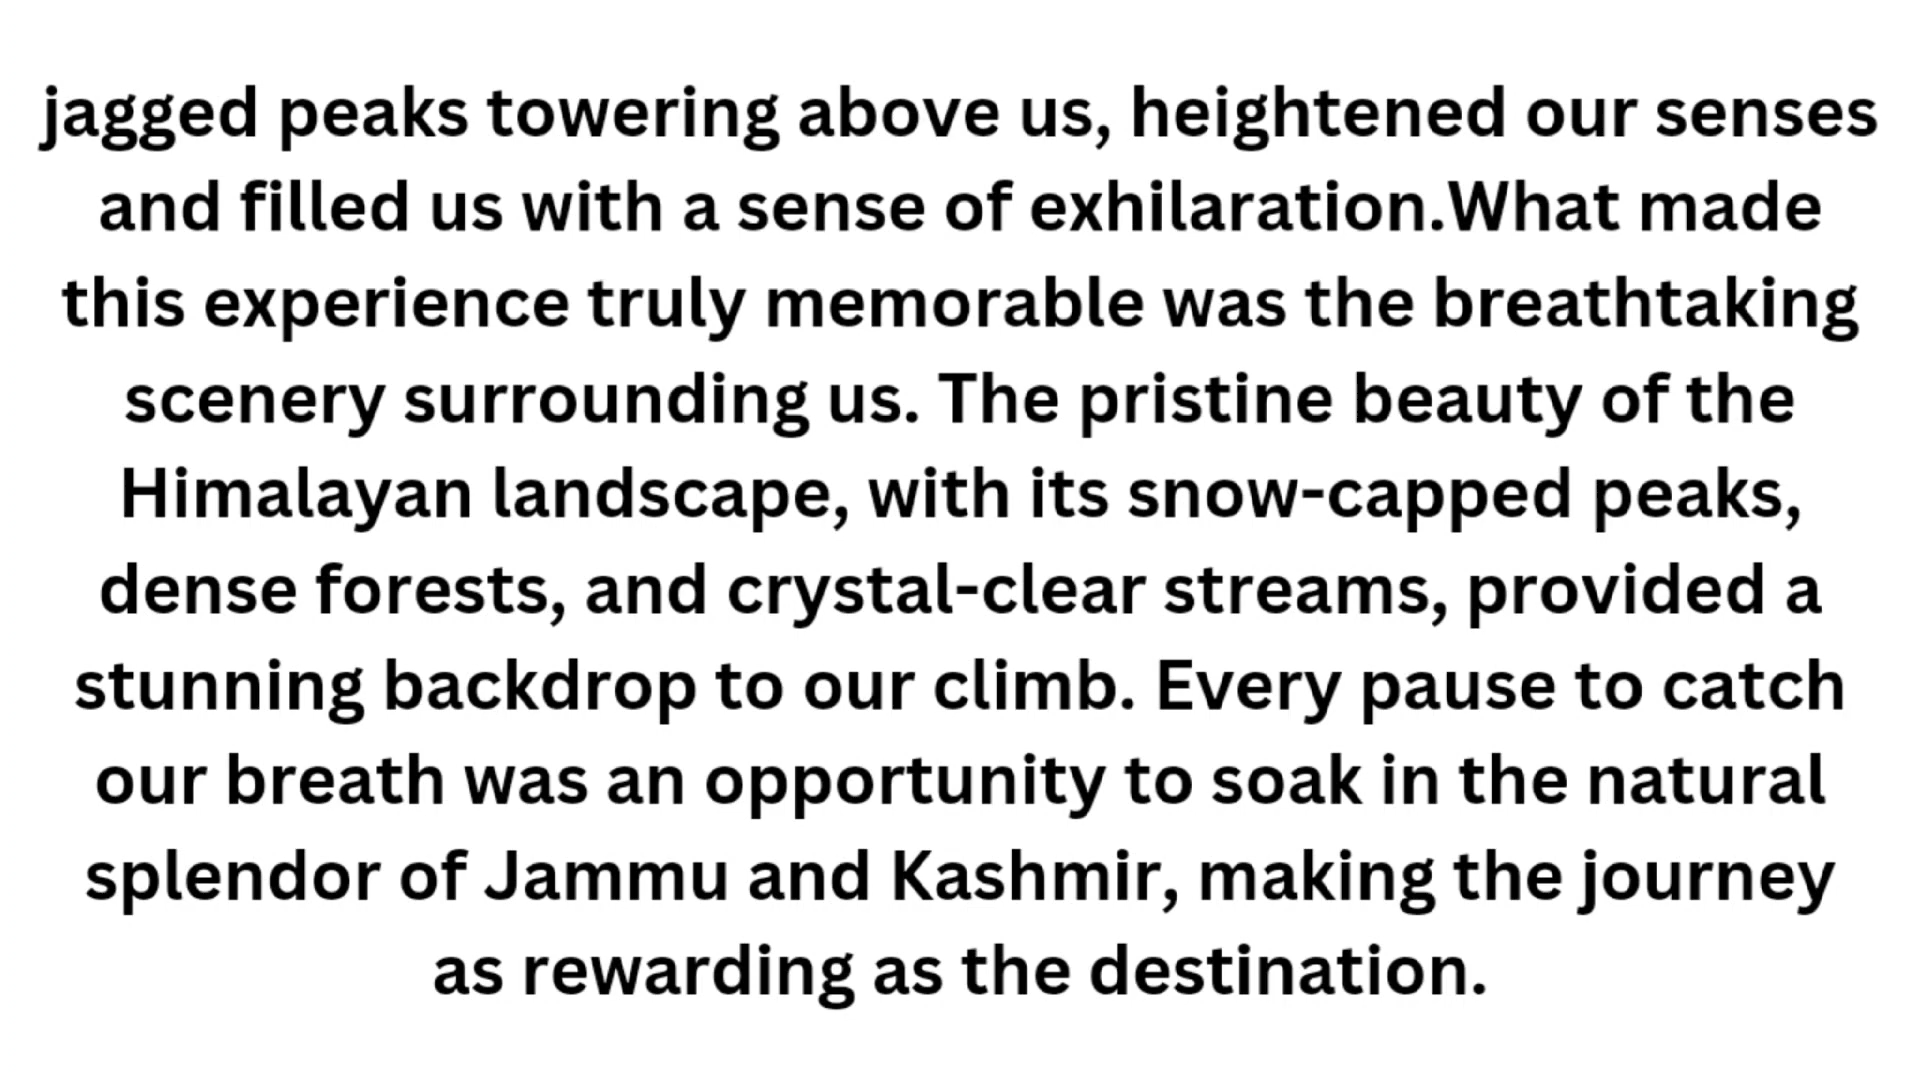 jagged peaks towering above us, heightened our senses
and filled us with a sense of exhilaration.What made
this experience truly memorable was the breathtaking
scenery surrounding us. The pristine beauty of the
Himalayan landscape, with its snow-capped peaks,
dense forests, and crystal-clear streams, provided a
stunning backdrop to our climb. Every pause to catch
our breath was an opportunity to soak in the natural
splendor of Jammu and Kashmir, making the journey
as rewarding as the destination.